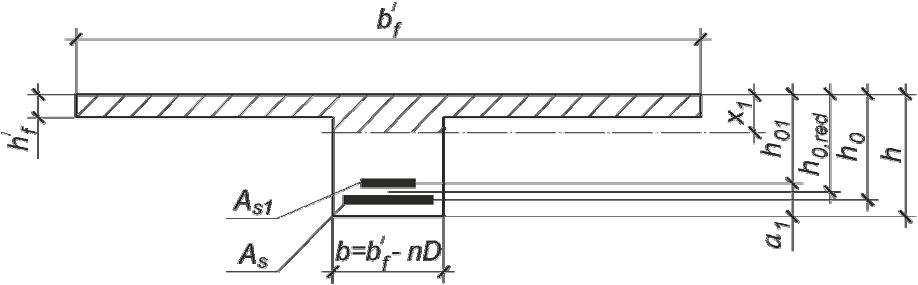 b'f
h'f
x1
h01
h0,red
h0
h
a1
As1
As
b=b'f- nD